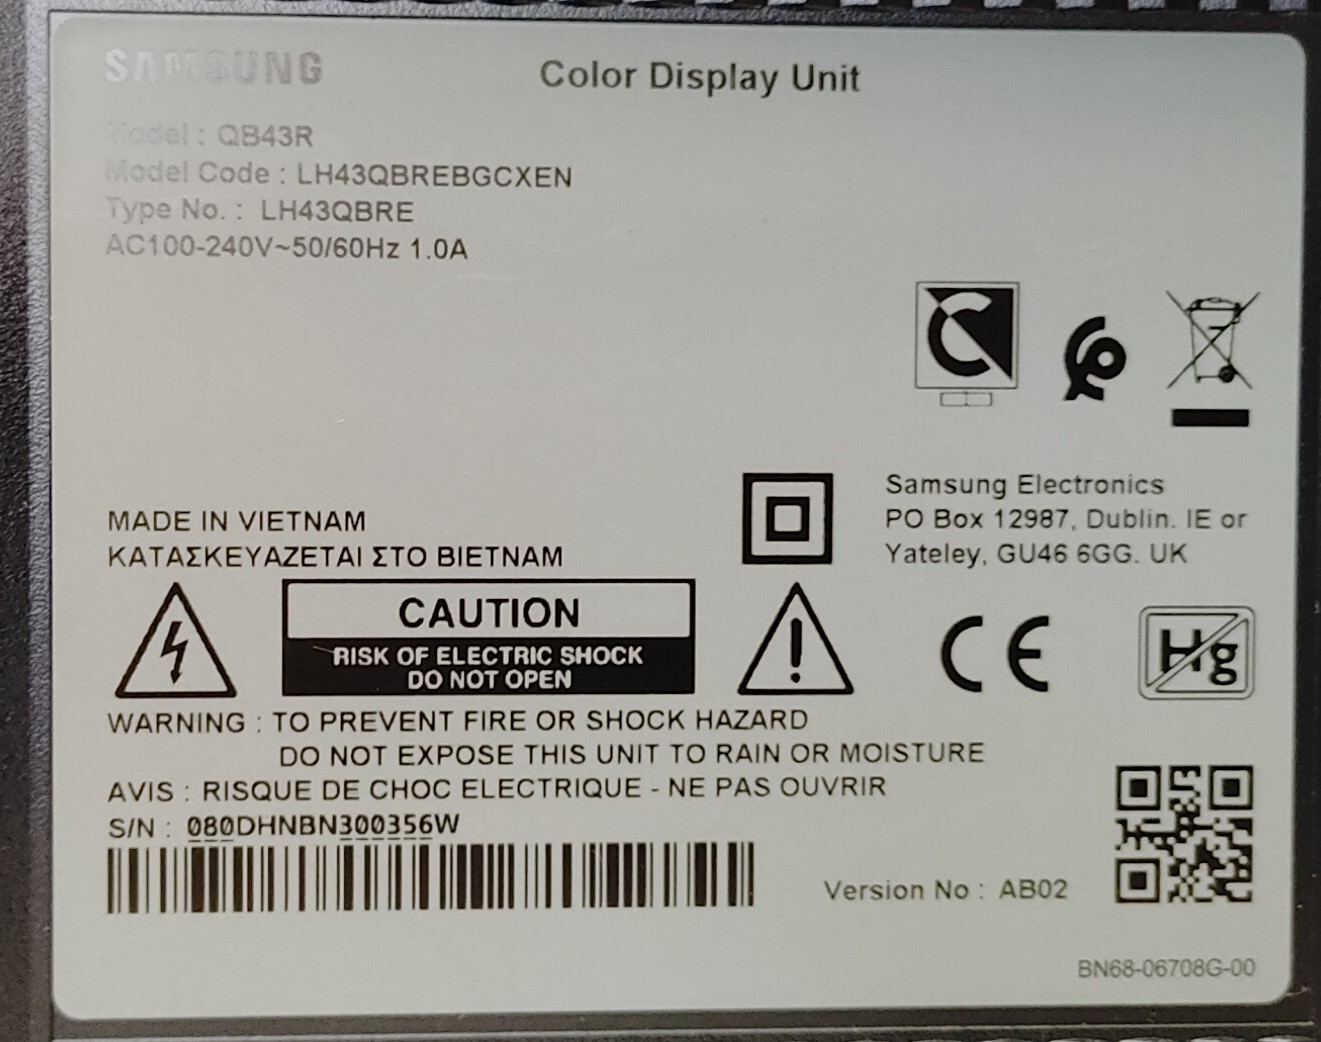 SAMSUNG
Color Display Unit
Model : QB43R
Model Code : LH43QBREBGCXEN
Type No. : LH43QBRE
AC100-240V~50/60Hz 1.0A
Samsung Electronics
PO Box 12987, Dublin. IE or
Yateley, GU46 6GG. UK
MADE IN VIETNAM
ΚΑΤΑΣΚΕΥΑΖΕΤΑΙ ΣΤΟ ΒΙΕΤΝΑΜ
CAUTION
RISK OF ELECTRIC SHOCK
DO NOT OPEN
CE
Hg
WARNING : TO PREVENT FIRE OR SHOCK HAZARD
DO NOT EXPOSE THIS UNIT TO RAIN OR MOISTURE
AVIS : RISQUE DE CHOC ELECTRIQUE - NE PAS OUVRIR
S/N : 080DHNBN300356W
Version No : AB02
BN68-06708G-00